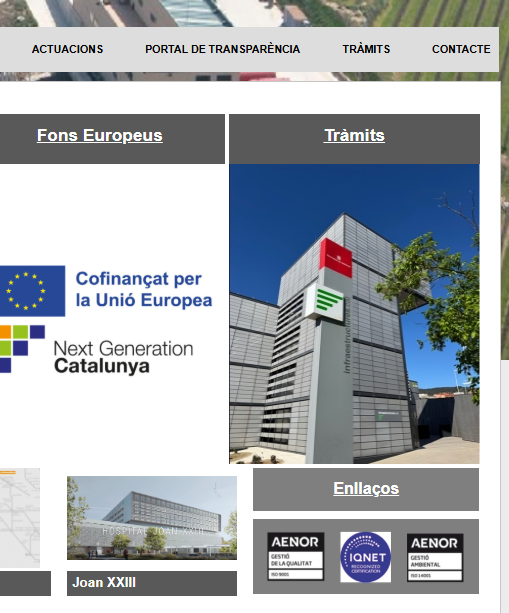 ACTUACIONS
PORTAL DE TRANSPARÈNCIA
TRÀMITS
CONTACTE
Fons Europeus
Tràmits
Cofinançat per
la Unió Europea
Next Generation
Catalunya
infraestructures
Enllaços
HOSPITAL JOAN XXIII
Joan XXIII
AENOR
GESTIÓ
DE LA QUALITAT
ISO 9001
IQNET
RECOGNIZED
CERTIFICATION
AENOR
GESTIÓ
AMBIENTAL
ISO 14001